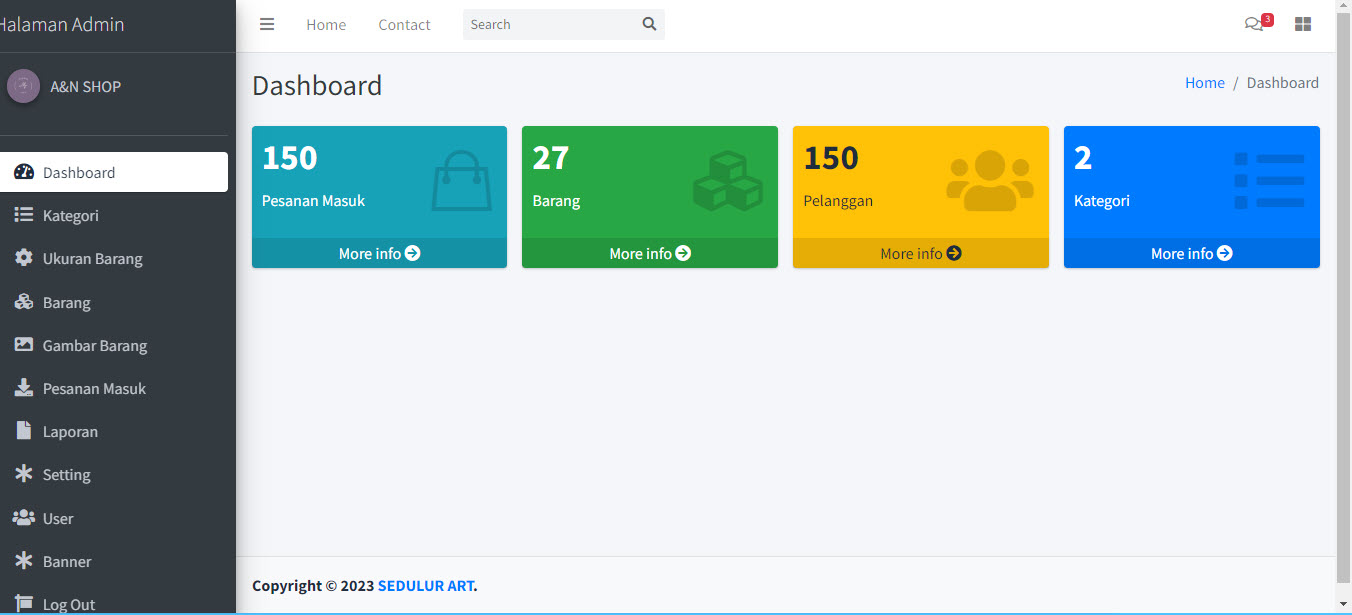 Halaman Admin
A&N SHOP
Dashboard
Kategori
Ukuran Barang
Barang
Gambar Barang
Pesanan Masuk
Laporan
Setting
User
Banner
Log Out
Home Contact Search 3
Dashboard
Home / Dashboard
150
Pesanan Masuk
More info
27
Barang
More info
150
Pelanggan
More info
2
Kategori
More info
Copyright © 2023 SEDULUR ART.